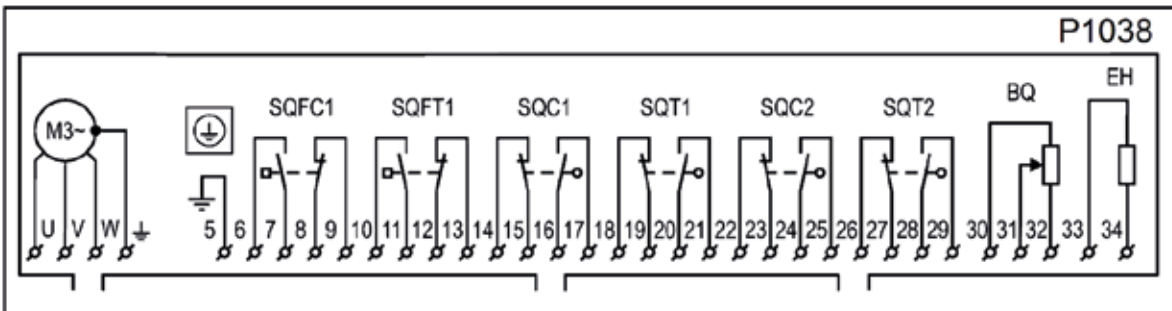 P1038
EH
BQ
SQFC1 SQFT1 SQC1 SQT1 SQC2 SQT2
M3~
U V W 5 6 7 8 9 10 11 12 13 14 15 16 17 18 19 20 21 22 23 24 25 26 27 28 29 30 31 32 33 34